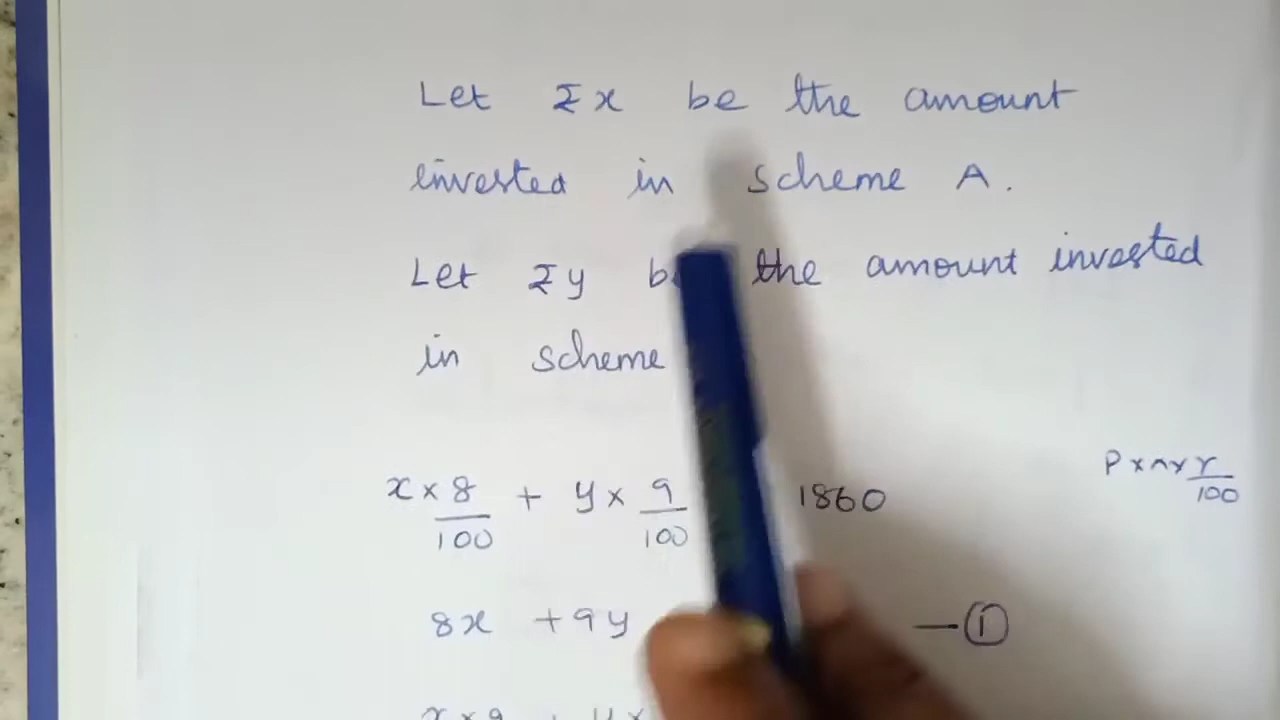 Let ₹x be the amount
invested in scheme A.
Let ₹y the amount invested
in scheme
x × 8/100 + y × 9/100 1860
P × n × r/100
8x + 9y — ①
x × 9 + y ×